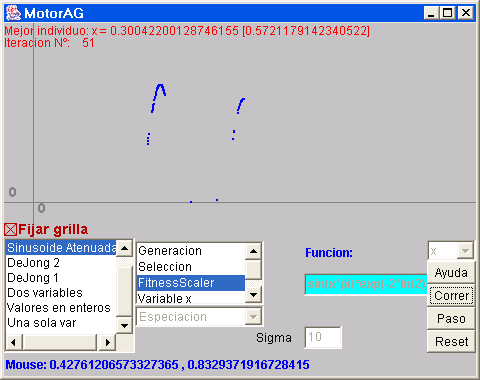 MotorAG
Mejor individuo: x = 0.30042200128746155 [0.5721179142340522]
Iteracion Nº: 51
0
0
Fijar grilla
Sinusoide Atenuada
DeJong 2
DeJong 1
Dos variables
Valores en enteros
Una sola var
Generacion
Seleccion
FitnessScaler
Variable x
Especiacion
Funcion:
x
Ayuda
Correr
Paso
Reset
Sigma
10
Mouse: 0.42761206573327365 , 0.8329371916728415